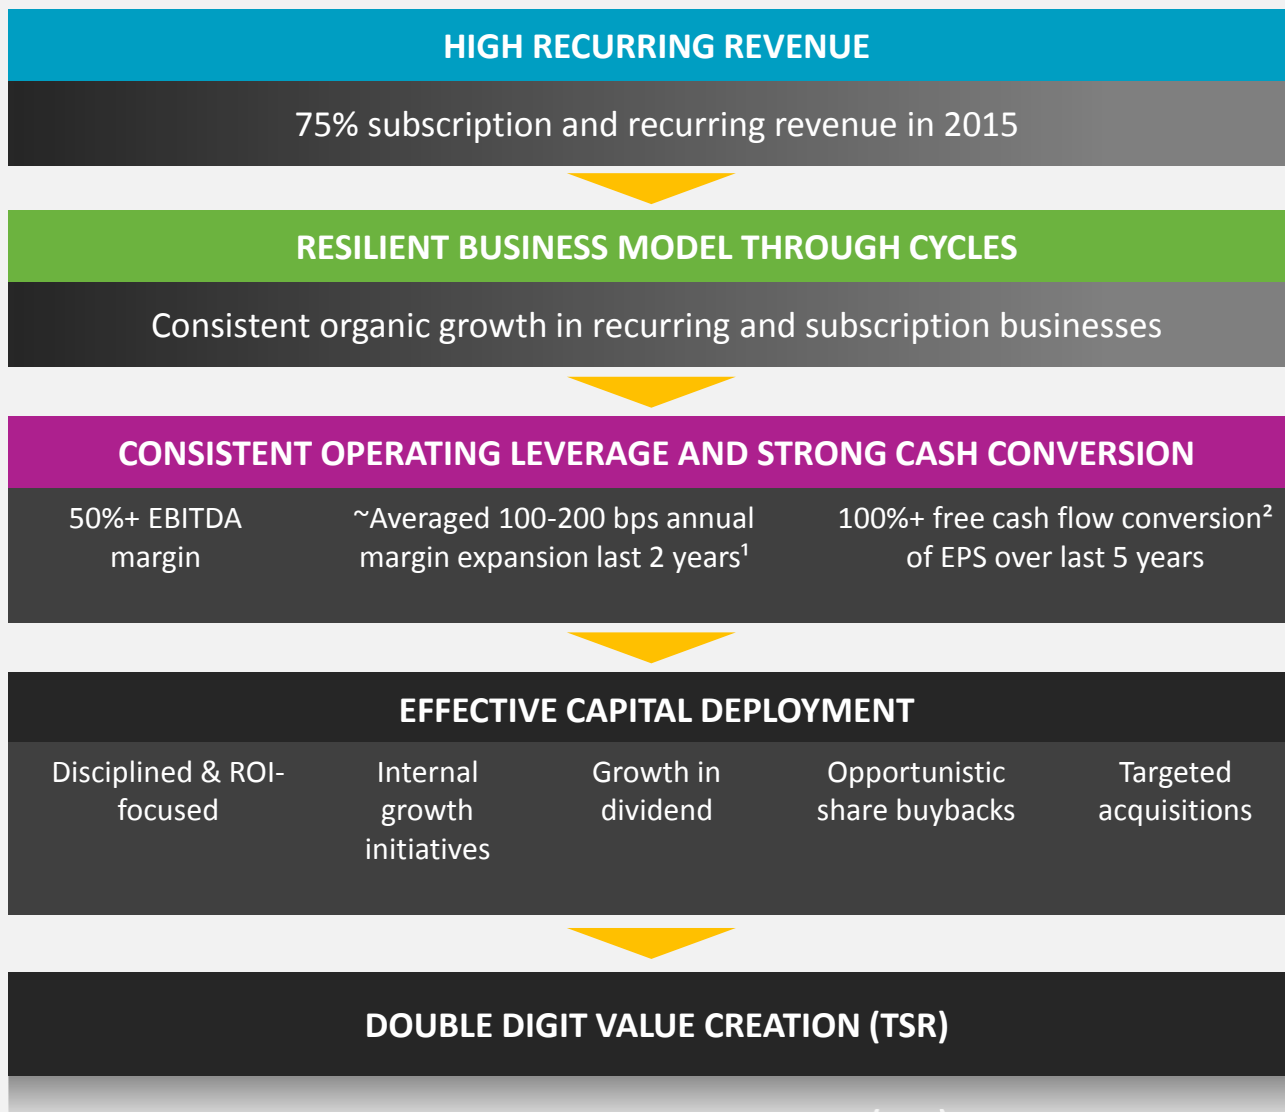 HIGH RECURRING REVENUE
75% subscription and recurring revenue in 2015
RESILIENT BUSINESS MODEL THROUGH CYCLES
Consistent organic growth in recurring and subscription businesses
CONSISTENT OPERATING LEVERAGE AND STRONG CASH CONVERSION
50%+ EBITDA
margin
~Averaged 100-200 bps annual
margin expansion last 2 years¹
100%+ free cash flow conversion²
of EPS over last 5 years
EFFECTIVE CAPITAL DEPLOYMENT
Disciplined & ROI-
focused
Internal
growth
initiatives
Growth in
dividend
Opportunistic
share buybacks
Targeted
acquisitions
DOUBLE DIGIT VALUE CREATION (TSR)